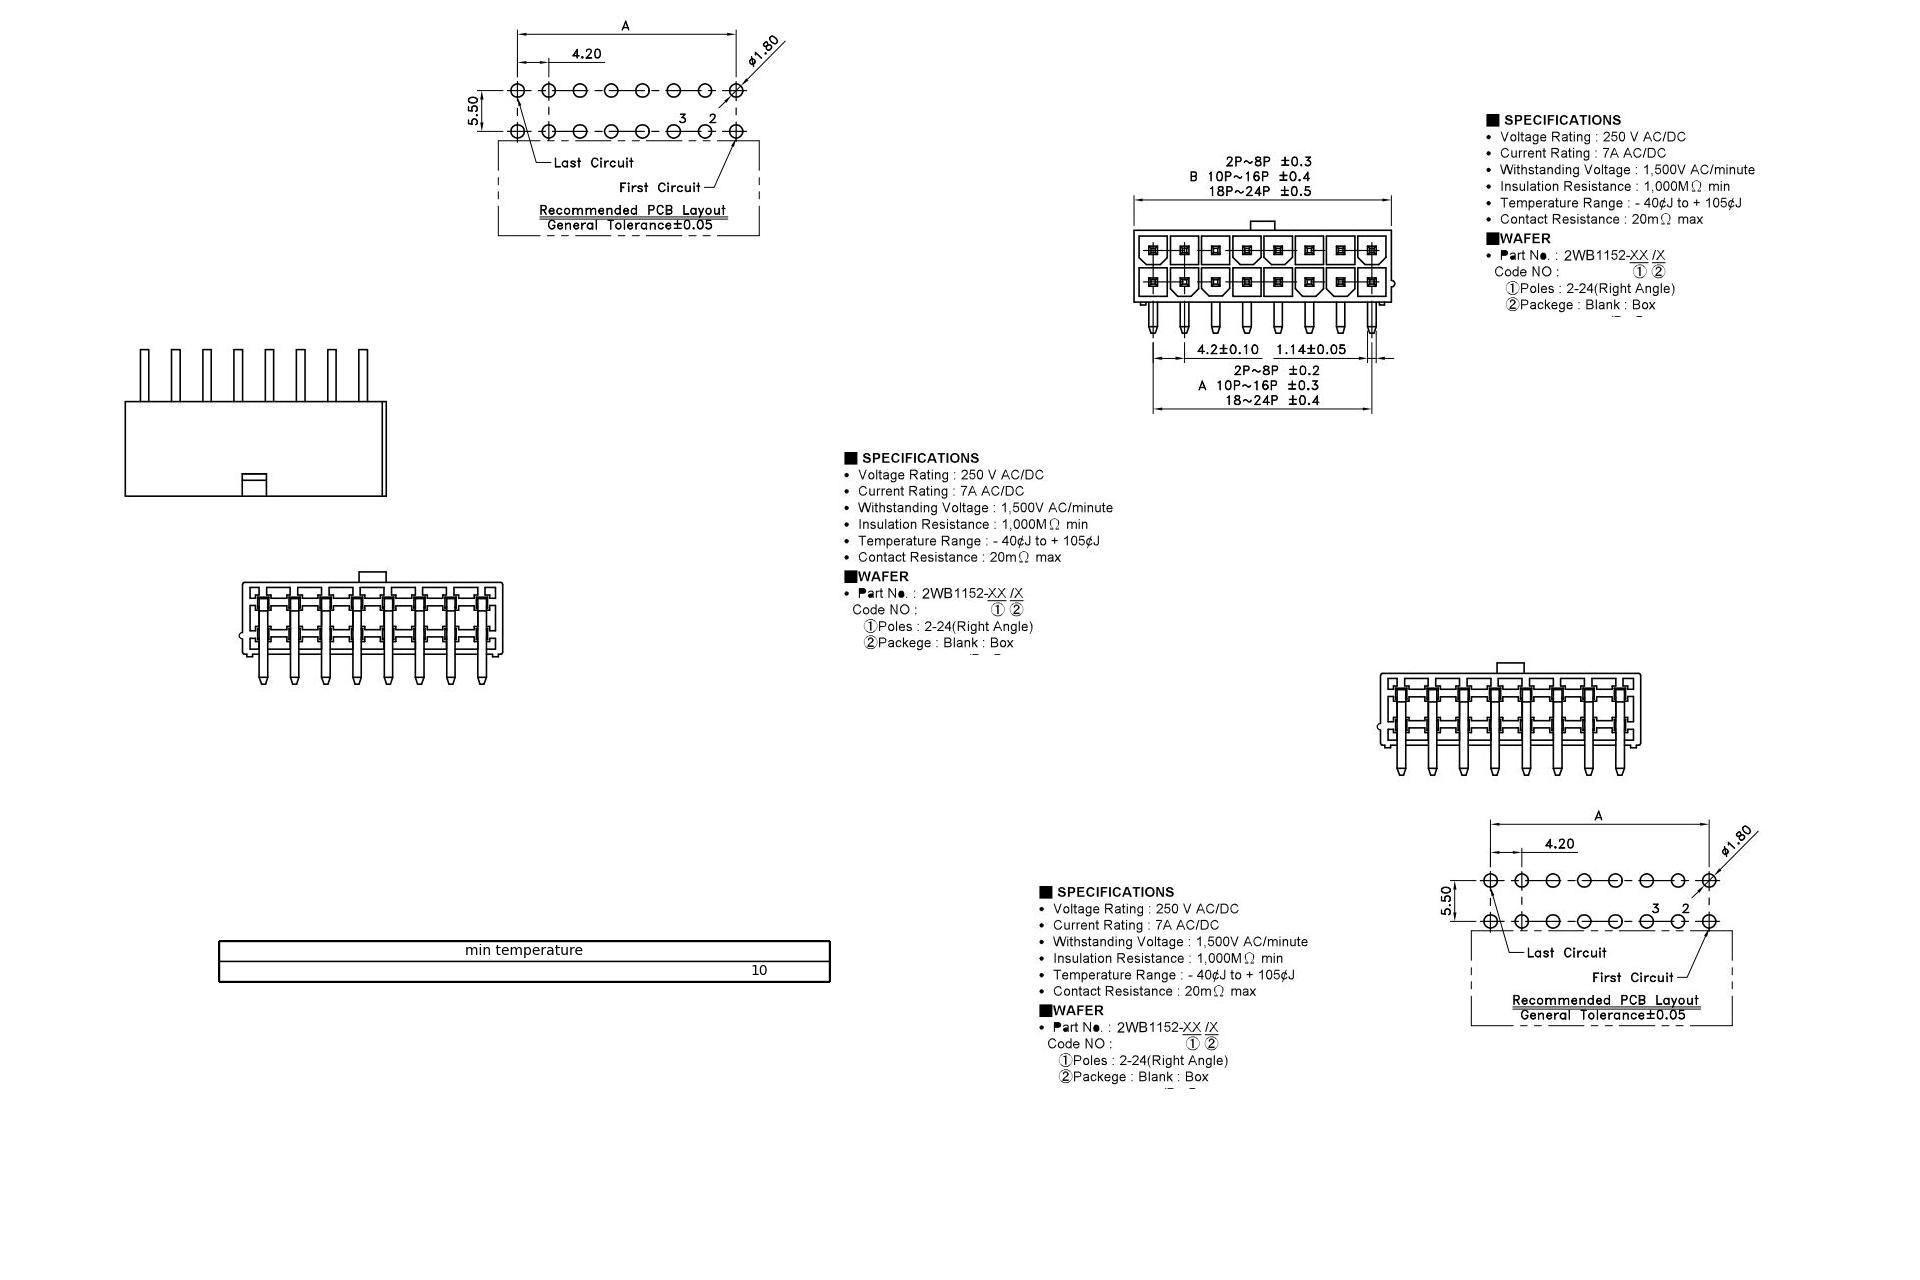 A
4.20
ø1.80
5.50
3 2
Last Circuit
First Circuit
Recommended PCB Layout
General Tolerance±0.05
■ SPECIFICATIONS
• Voltage Rating : 250 V AC/DC
• Current Rating : 7A AC/DC
• Withstanding Voltage : 1,500V AC/minute
• Insulation Resistance : 1,000MΩ min
• Temperature Range : - 40¢J to + 105¢J
• Contact Resistance : 20mΩ max
■WAFER
• Part No. : 2WB1152-XX /X
Code NO : ① ②
①Poles : 2-24(Right Angle)
②Packege : Blank : Box
2P~8P ±0.3
B 10P~16P ±0.4
18P~24P ±0.5
4.2±0.10 1.14±0.05
2P~8P ±0.2
A 10P~16P ±0.3
18~24P ±0.4
■ SPECIFICATIONS
• Voltage Rating : 250 V AC/DC
• Current Rating : 7A AC/DC
• Withstanding Voltage : 1,500V AC/minute
• Insulation Resistance : 1,000MΩ min
• Temperature Range : - 40¢J to + 105¢J
• Contact Resistance : 20mΩ max
■WAFER
• Part No. : 2WB1152-XX /X
Code NO : ① ②
①Poles : 2-24(Right Angle)
②Packege : Blank : Box
A
4.20
ø1.80
5.50
3 2
Last Circuit
First Circuit
Recommended PCB Layout
General Tolerance±0.05
■ SPECIFICATIONS
• Voltage Rating : 250 V AC/DC
• Current Rating : 7A AC/DC
• Withstanding Voltage : 1,500V AC/minute
• Insulation Resistance : 1,000MΩ min
• Temperature Range : - 40¢J to + 105¢J
• Contact Resistance : 20mΩ max
■WAFER
• Part No. : 2WB1152-XX /X
Code NO : ① ②
①Poles : 2-24(Right Angle)
②Packege : Blank : Box
min temperature
10